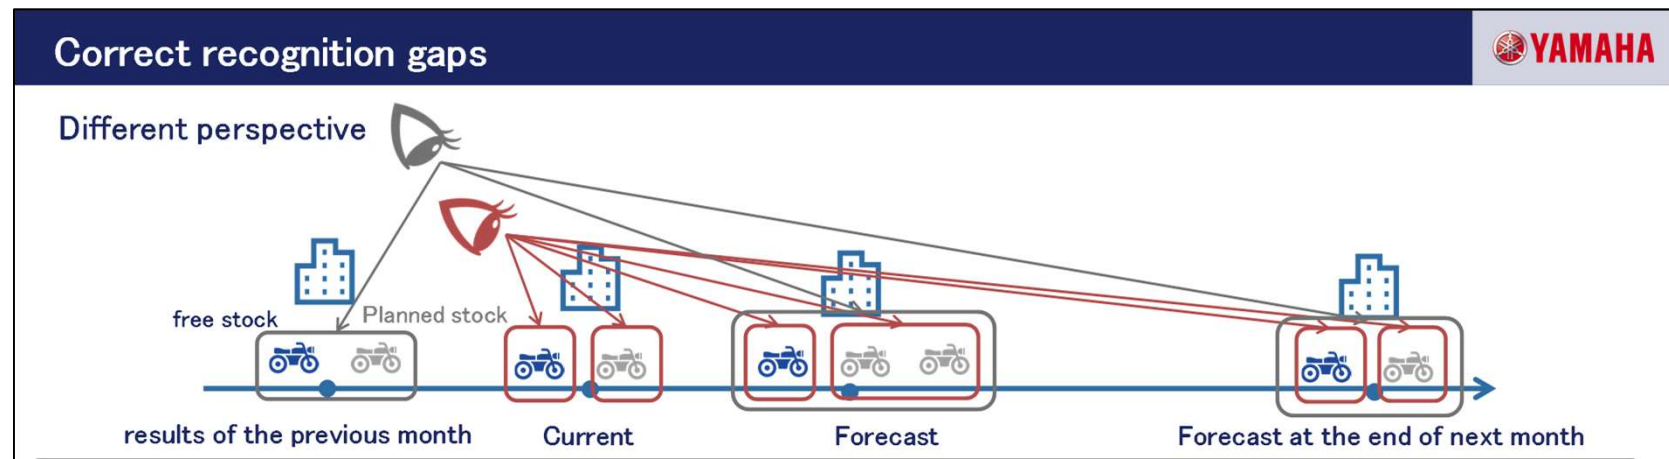 Correct recognition gaps
YAMAHA
Different perspective
free stock
Planned stock
results of the previous month
Current
Forecast
Forecast at the end of next month